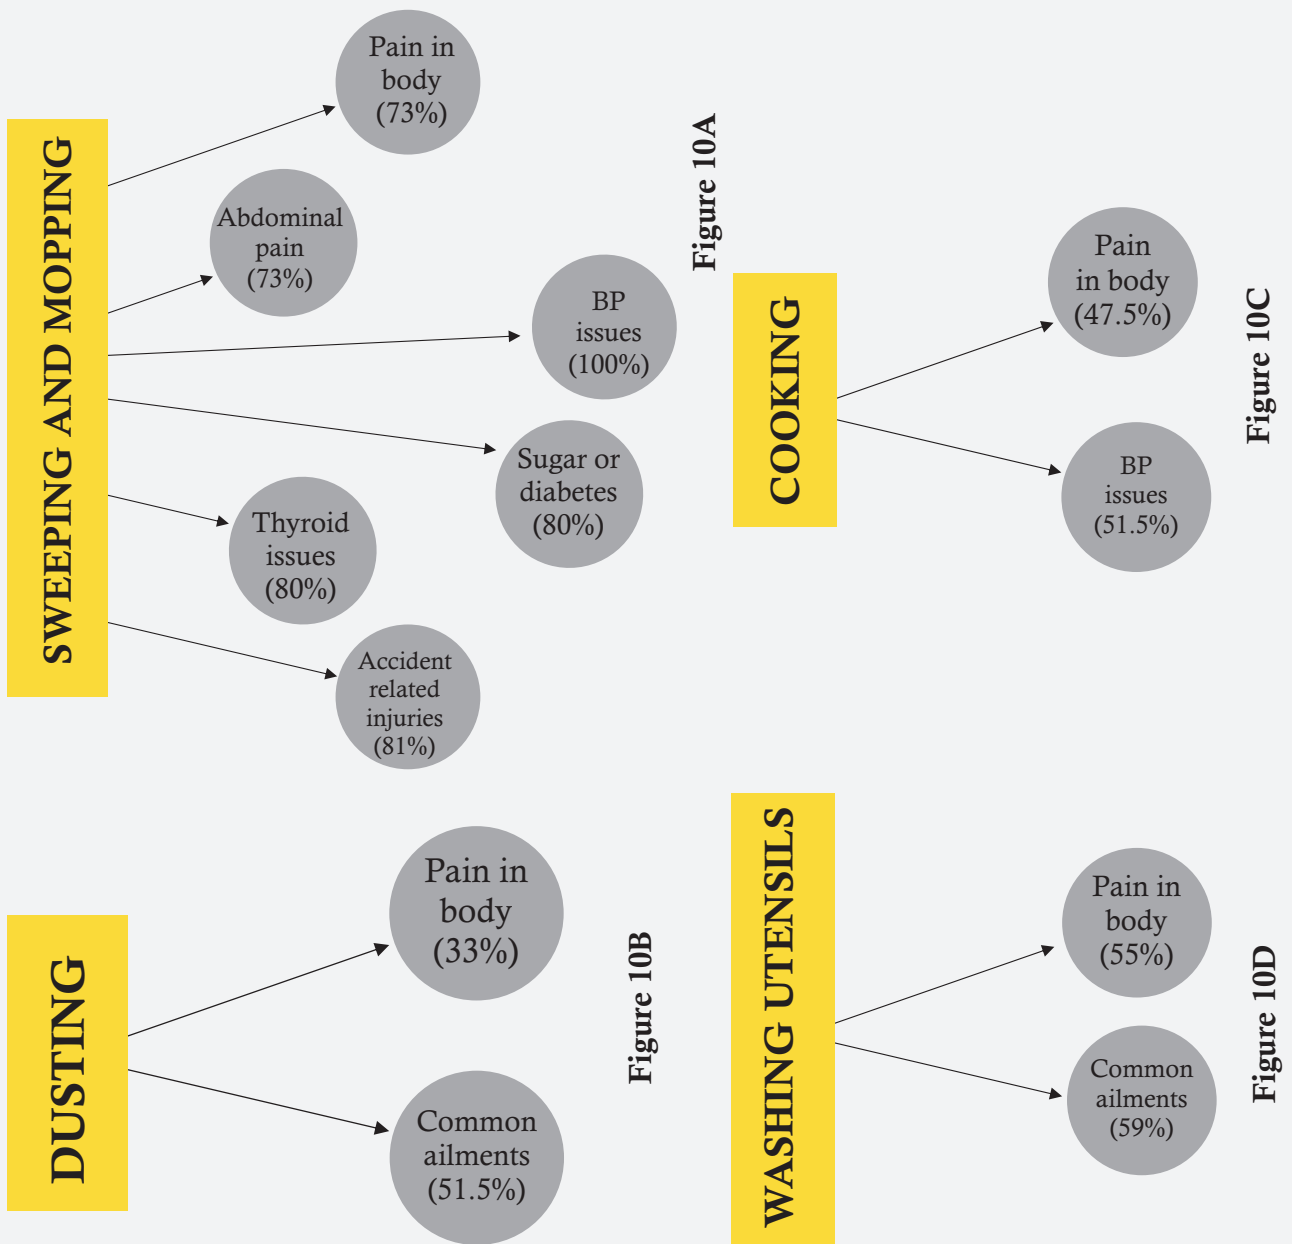 SWEEPING AND MOPPING
Pain in
body
(73%)
Abdominal
pain
(73%)
BP
issues
(100%)
Sugar or
diabetes
(80%)
Thyroid
issues
(80%)
Accident
related
injuries
(81%)
Figure 10A
COOKING
Pain
in body
(47.5%)
BP
issues
(51.5%)
Figure 10C
DUSTING
Pain in
body
(33%)
Common
ailments
(51.5%)
Figure 10B
WASHING UTENSILS
Pain in
body
(55%)
Common
ailments
(59%)
Figure 10D